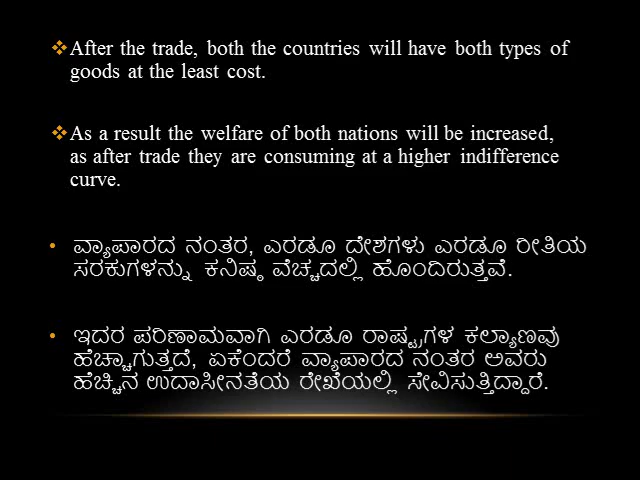 ❖After the trade, both the countries will have both types of
goods at the least cost.
❖As a result the welfare of both nations will be increased,
as after trade they are consuming at a higher indifference
curve.
• ವ್ಯಾಪಾರದ ನಂತರ, ಎರಡೂ ದೇಶಗಳು ಎರಡೂ ರೀತಿಯ
ಸರಕುಗಳನ್ನು ಕನಿಷ್ಠ ವೆಚ್ಚದಲ್ಲಿ ಹೊಂದಿರುತ್ತವೆ.
• ಇದರ ಪರಿಣಾಮವಾಗಿ ಎರಡೂ ರಾಷ್ಟ್ರಗಳ ಕಲ್ಯಾಣವು
ಹೆಚ್ಚಾಗುತ್ತದೆ, ಏಕೆಂದರೆ ವ್ಯಾಪಾರದ ನಂತರ ಅವರು
ಹೆಚ್ಚಿನ ಉದಾಸೀನತೆಯ ರೇಖೆಯಲ್ಲಿ ಸೇವಿಸುತ್ತಿದ್ದಾರೆ.